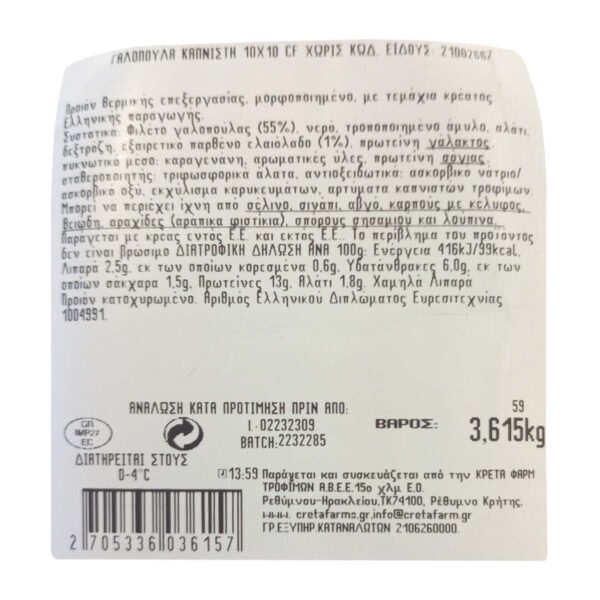 ΓΑΛΟΠΟΥΛΑ ΚΑΠΝΙΣΤΗ 10X10 CF ΧΩΡΙΣ ΚΩΔ. ΕΙΔΟΥΣ: 21002667
Προϊόν θερμικής επεξεργασίας, μορφοποιημένο, με τεμάχια κρέατος
Ελληνικής παραγωγής.
Συστατικά: Φιλέτο γαλοπούλας (55%), νερό, τροποποιημένο άμυλο, αλάτι,
δεξτρόζη, εξαιρετικό παρθένο ελαιόλαδο (1%), πρωτεΐνη γάλακτος
πυκνωτικό μέσο: καραγενάνη, αρωματικές ύλες, πρωτεΐνη σόγιας
σταθεροποιητής: τριφωσφορικά άλατα, αντιοξειδωτικά: ασκορβικό νάτριο/
ασκορβικό οξύ, εκχύλισμα καρυκευμάτων, αρτύματα καπνιστών τροφίμων.
Μπορεί να περιέχει ίχνη από σέλινο, σινάπι, αβγό, καρπούς με κέλυφος,
θειώδη, αραχίδες (αράπικα φιστίκια), σπόρους σησαμιού και λούπινα.
Παράγεται με κρέας εντός Ε.Ε. και εκτός Ε.Ε.. Το περίβλημα του προϊόντος
δεν είναι βρώσιμο ΔΙΑΤΡΟΦΙΚΗ ΔΗΛΩΣΗ ΑΝΑ 100g: Ενέργεια 416kJ/99kcal,
Λιπαρά 2,5g, εκ των οποίων κορεσμένα 0,6g, Υδατάνθρακες 6,0g, εκ των
οποίων σάκχαρα 1,5g, Πρωτεΐνες 13g, Αλάτι 1,8g. Χαμηλά Λιπαρά
Προϊόν κατοχυρωμένο. Αριθμός Ελληνικού Διπλώματος Ευρεσιτεχνίας
1004991.
ΑΝΑΛΩΣΗ ΚΑΤΑ ΠΡΟΤΙΜΗΣΗ ΠΡΙΝ ΑΠΟ:
L:02232309
BATCH:2232285
59
ΒΑΡΟΣ: 3,615kg
GR
IMP27
EC
ΔΙΑΤΗΡΕΙΤΑΙ ΣΤΟΥΣ
0-4°C
13:59 Παράγεται και συσκευάζεται από την ΚΡΕΤΑ ΦΑΡΜ
ΤΡΟΦΙΜΩΝ Α.Β.Ε.Ε.15ο χλμ Ε.Ο.
Ρεθύμνου-Ηρακλείου,ΤΚ74100, Ρέθυμνο Κρήτης.
www. cretafarms.gr,info@cretafarm.gr
ΓΡ.ΕΞΥΠΗΡ.ΚΑΤΑΝΑΛΩΤΩΝ 2106260000.
2 705336 036157